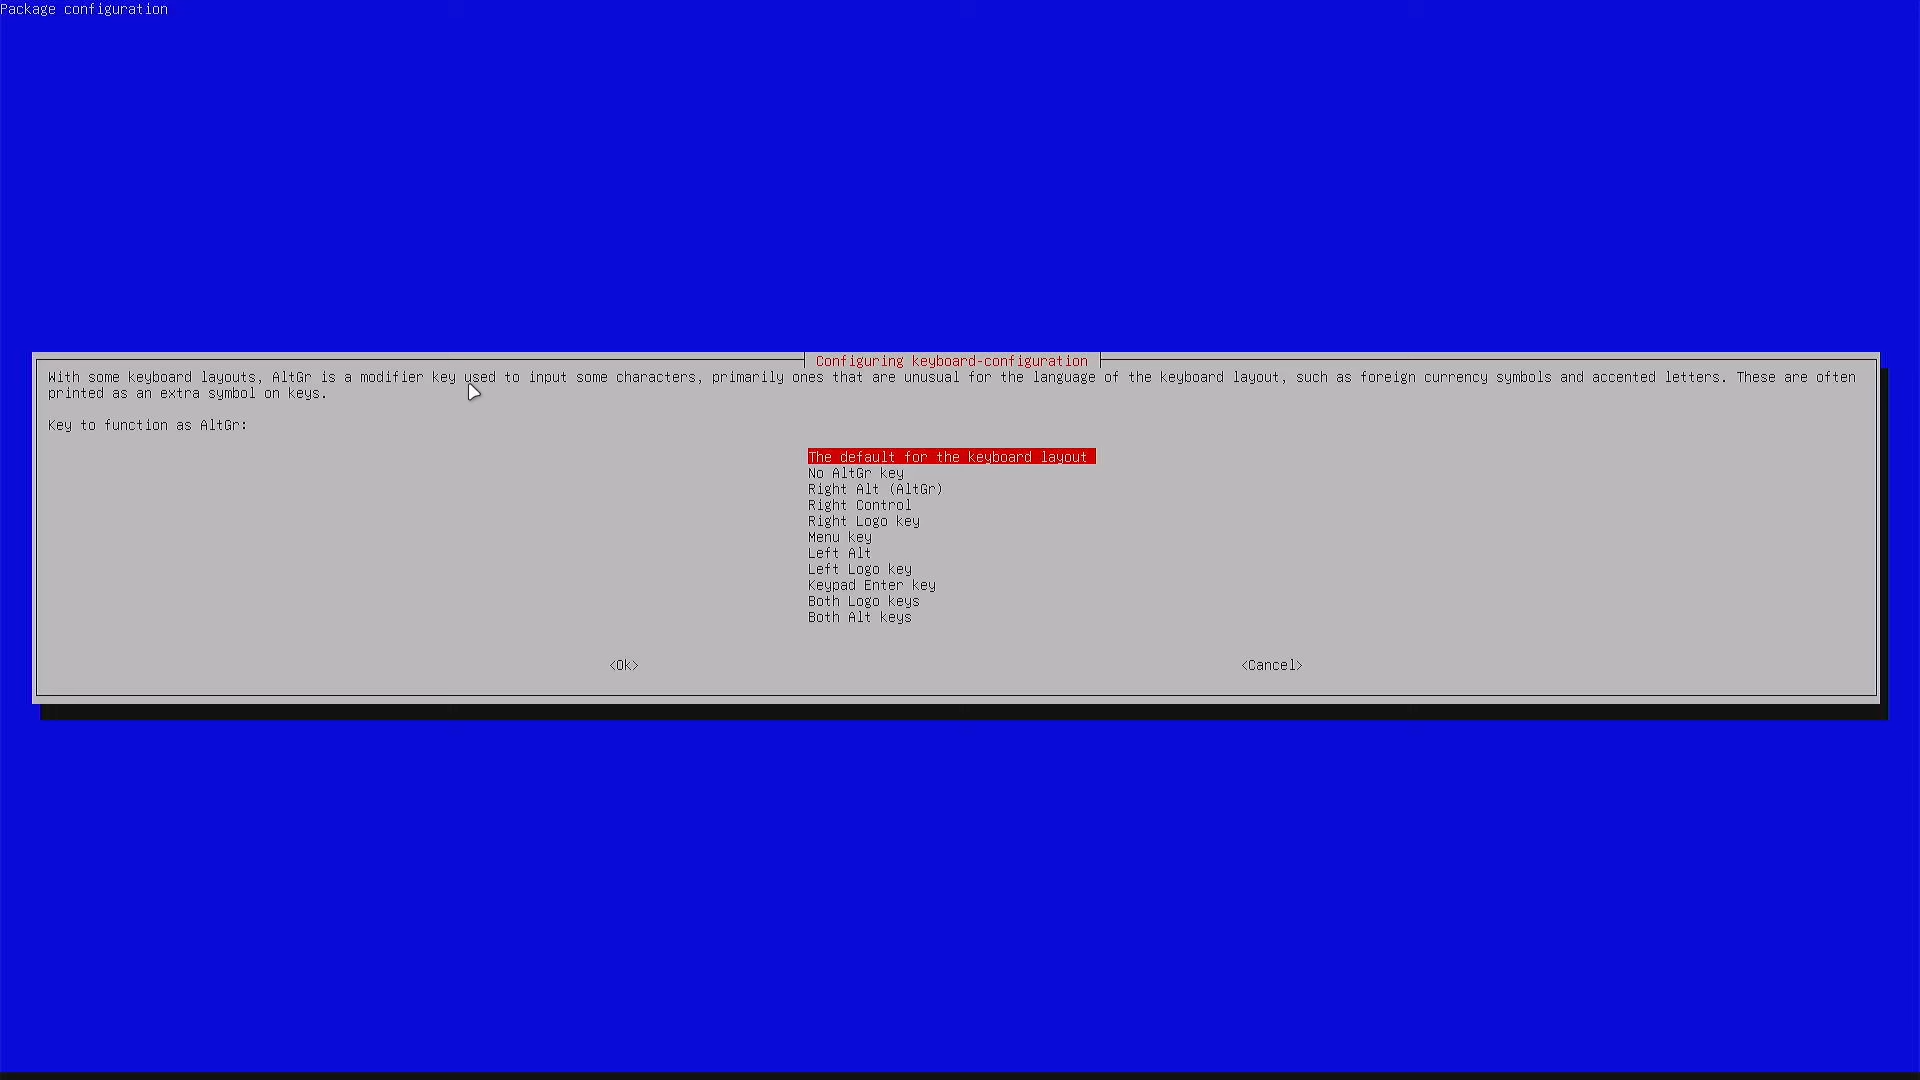 Package configuration
Configuring keyboard-configuration
With some keyboard layouts, AltGr is a modifier key used to input some characters, primarily ones that are unusual for the language of the keyboard layout, such as foreign currency symbols and accented letters. These are often
printed as an extra symbol on keys.
Key to function as AltGr:
The default for the keyboard layout
No AltGr key
Right Alt (AltGr)
Right Control
Right Logo key
Menu key
Left Alt
Left Logo key
Keypad Enter key
Both Logo keys
Both Alt keys
<Ok> <Cancel>